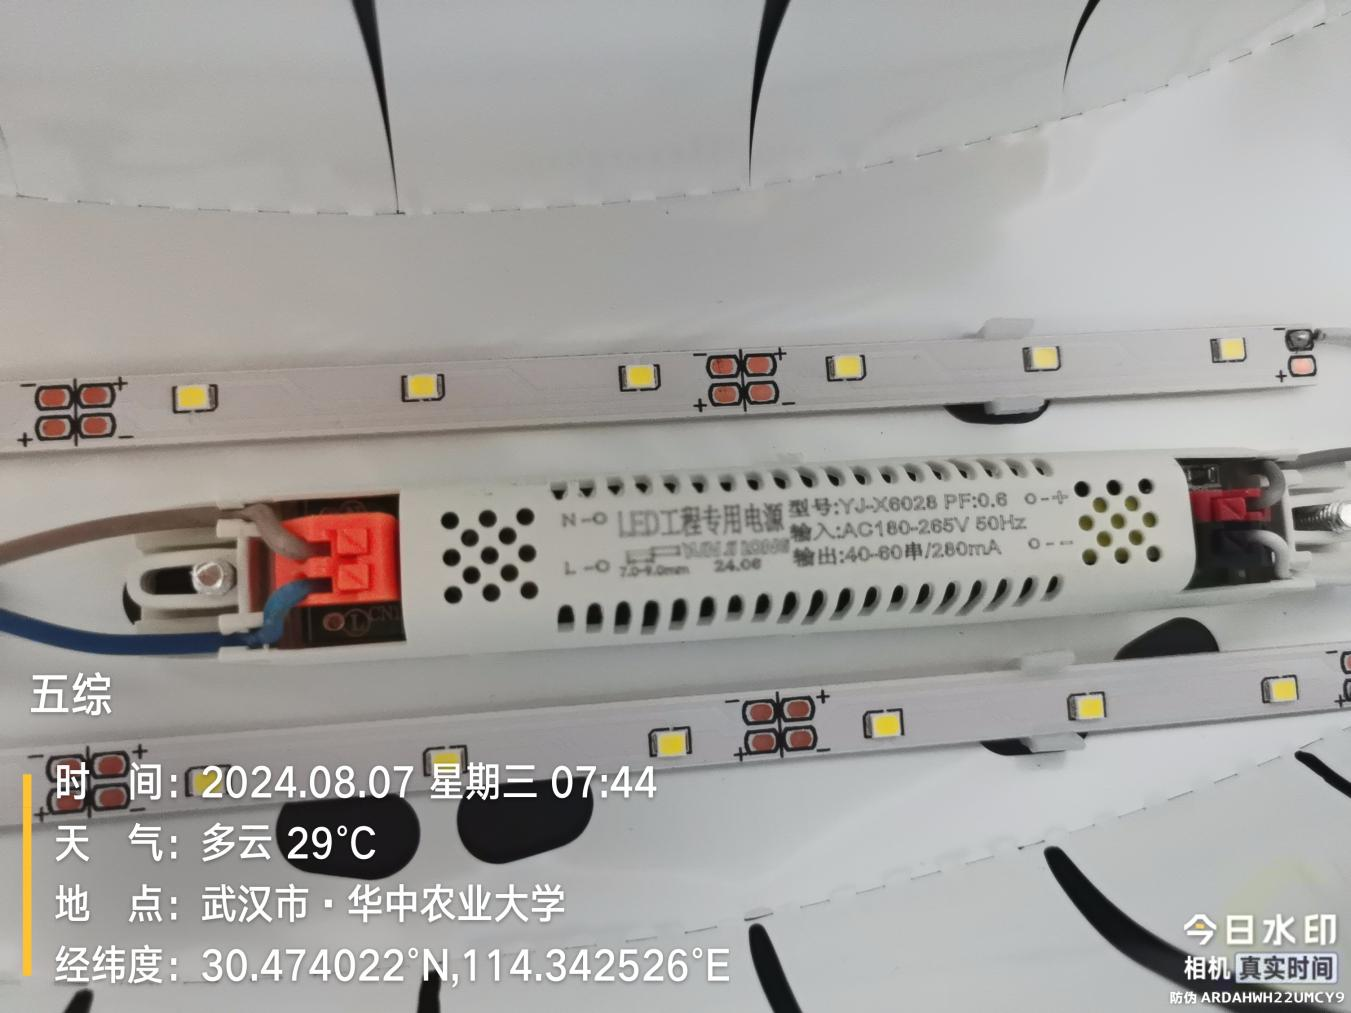 N-O
LED工程专用电源
型号:YJ-X6028 PF:0.6
输入:AC180-265V 50Hz
输出:40-60串/280mA
L-O
7.0-9.0mm
24.06
O-+
O--
L
CN1
五综
时 间：2024.08.07 星期三 07:44
天 气：多云 29°C
地 点：武汉市·华中农业大学
经纬度：30.474022°N,114.342526°E
今日水印
相机 真实时间
防伪 ARDAHWH22UMCY9